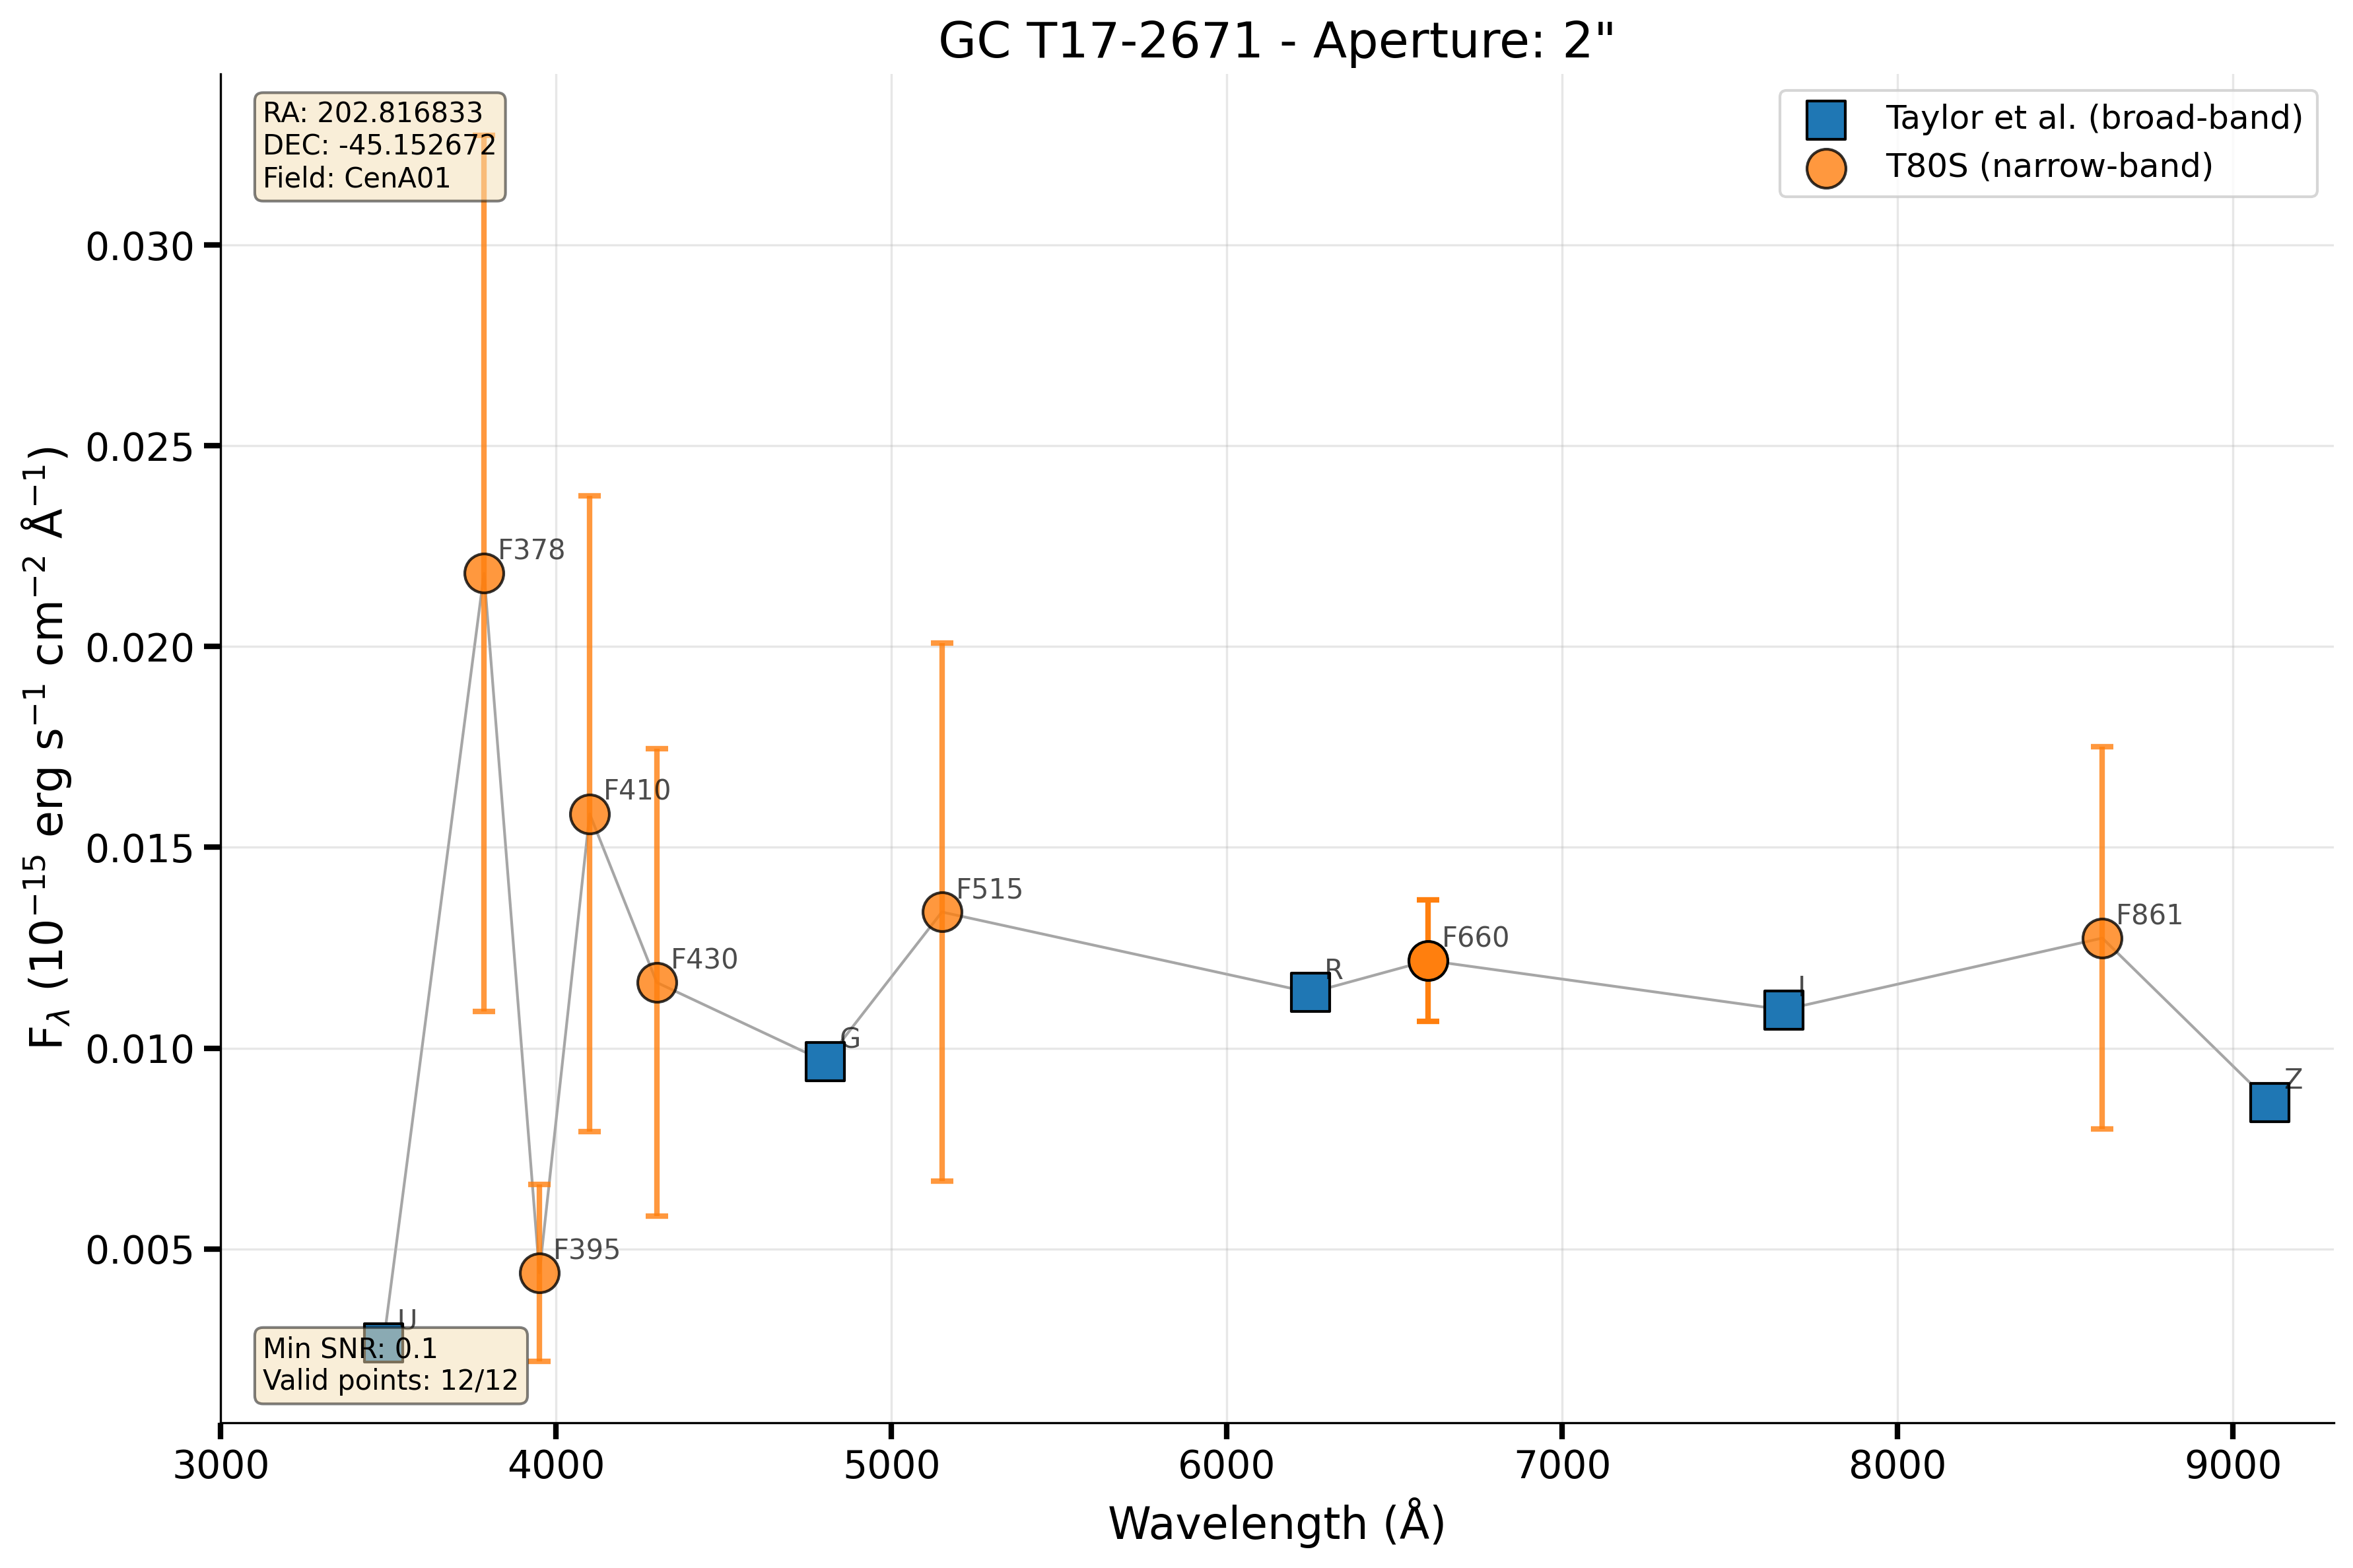 GC T17-2671 - Aperture: 2"
RA: 202.816833
DEC: -45.152672
Field: CenA01
Taylor et al. (broad-band)
T80S (narrow-band)
F_λ (10⁻¹⁵ erg s⁻¹ cm⁻² Å⁻¹)
0.030
0.025
0.020
0.015
0.010
0.005
F378
F410
F430
F515
F660
F861
F395
U
G
R
I
Z
Min SNR: 0.1
Valid points: 12/12
3000 4000 5000 6000 7000 8000 9000
Wavelength (Å)